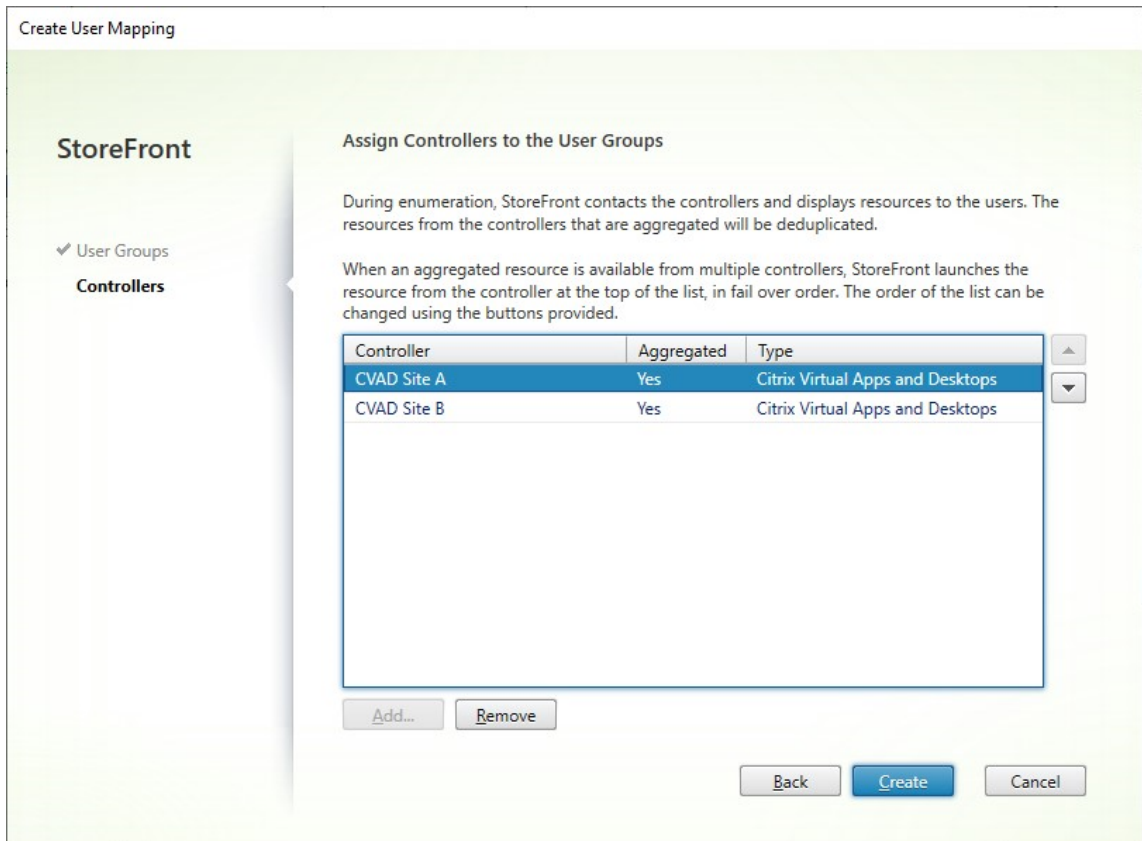 Create User Mapping
StoreFront
User Groups
Controllers
Assign Controllers to the User Groups
During enumeration, StoreFront contacts the controllers and displays resources to the users. The
resources from the controllers that are aggregated will be deduplicated.
When an aggregated resource is available from multiple controllers, StoreFront launches the
resource from the controller at the top of the list, in fail over order. The order of the list can be
changed using the buttons provided.
Controller Aggregated Type
CVAD Site A Yes Citrix Virtual Apps and Desktops
CVAD Site B Yes Citrix Virtual Apps and Desktops
Add... Remove
Back Create Cancel